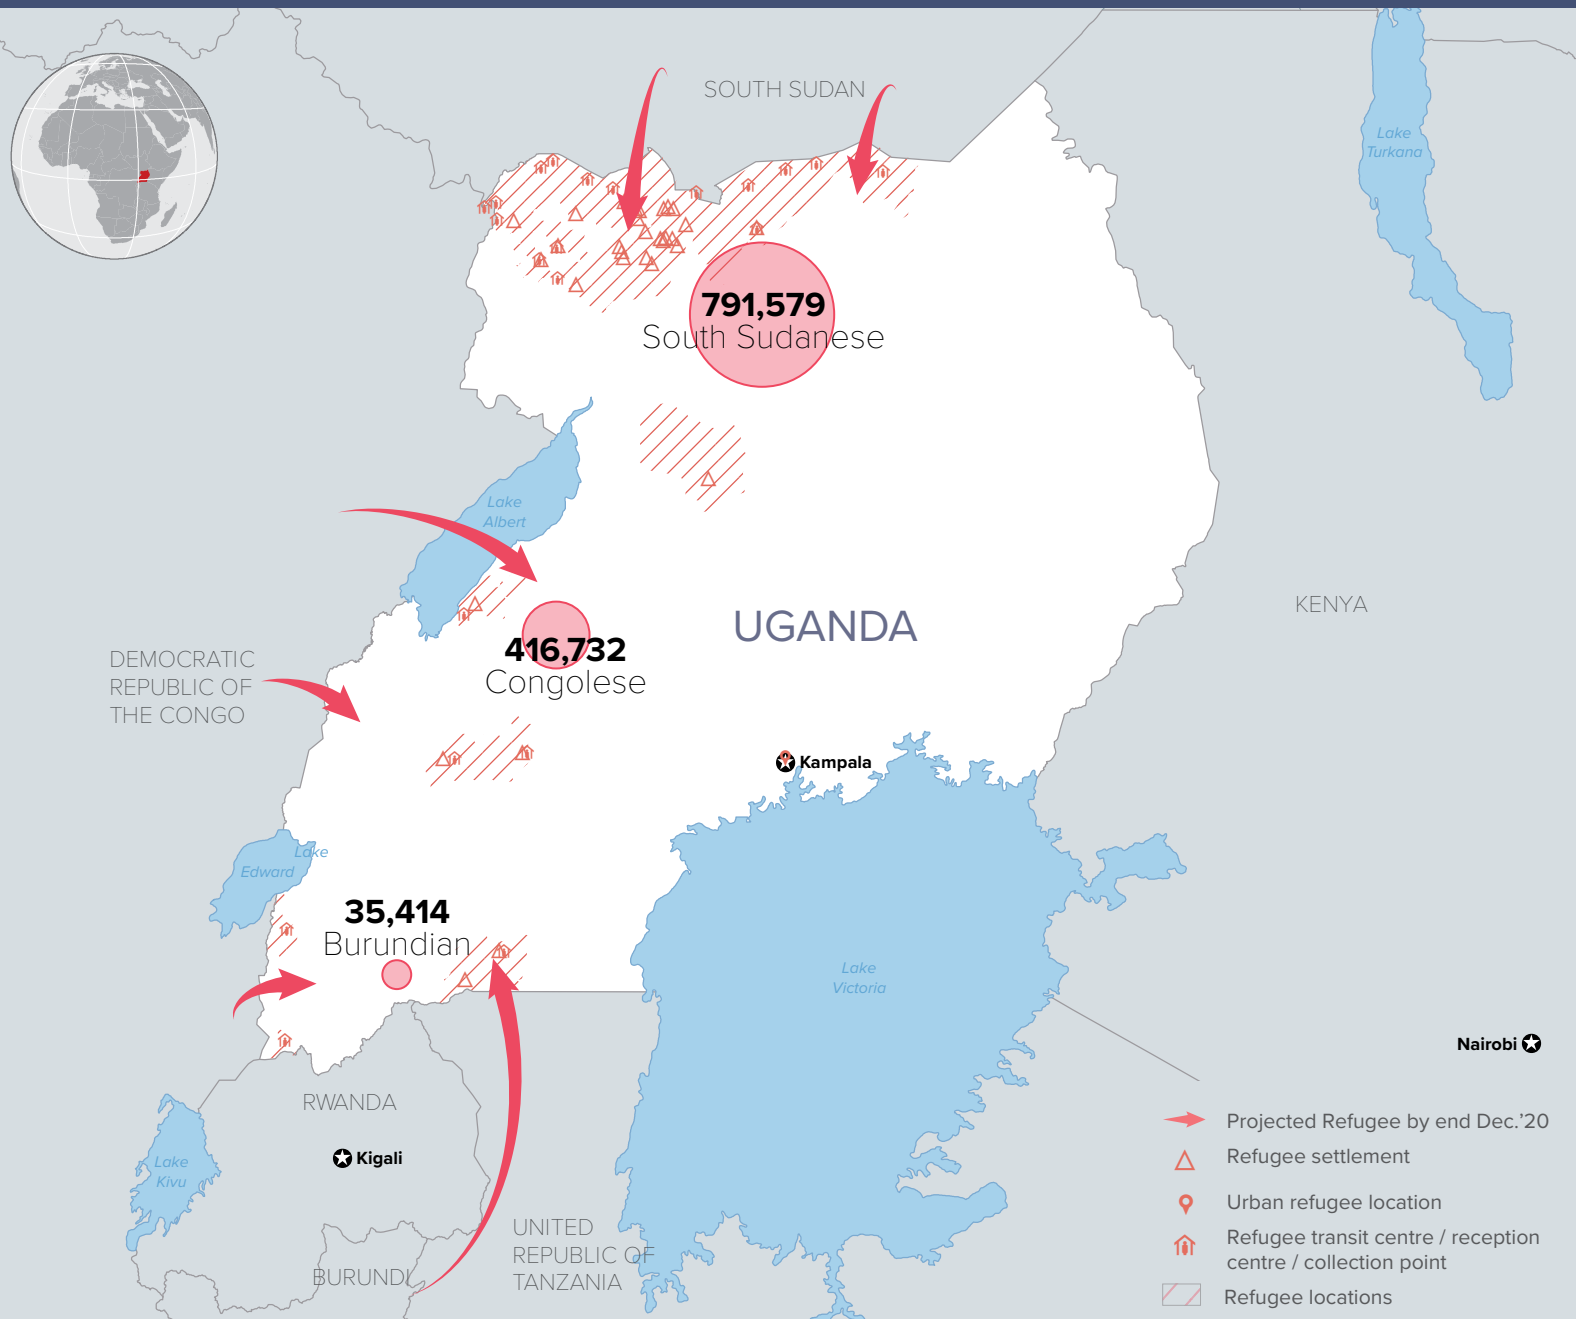 SOUTH SUDAN
Lake
Turkana
791,579
South Sudanese
Lake
Albert
UGANDA
KENYA
416,732
Congolese
DEMOCRATIC
REPUBLIC OF
THE CONGO
Kampala
Lake
Edward
35,414
Burundian
Lake
Victoria
Nairobi
RWANDA
Kigali
Lake
Kivu
UNITED
REPUBLIC OF
TANZANIA
BURUNDI
Projected Refugee by end Dec.'20
Refugee settlement
Urban refugee location
Refugee transit centre / reception
centre / collection point
Refugee locations